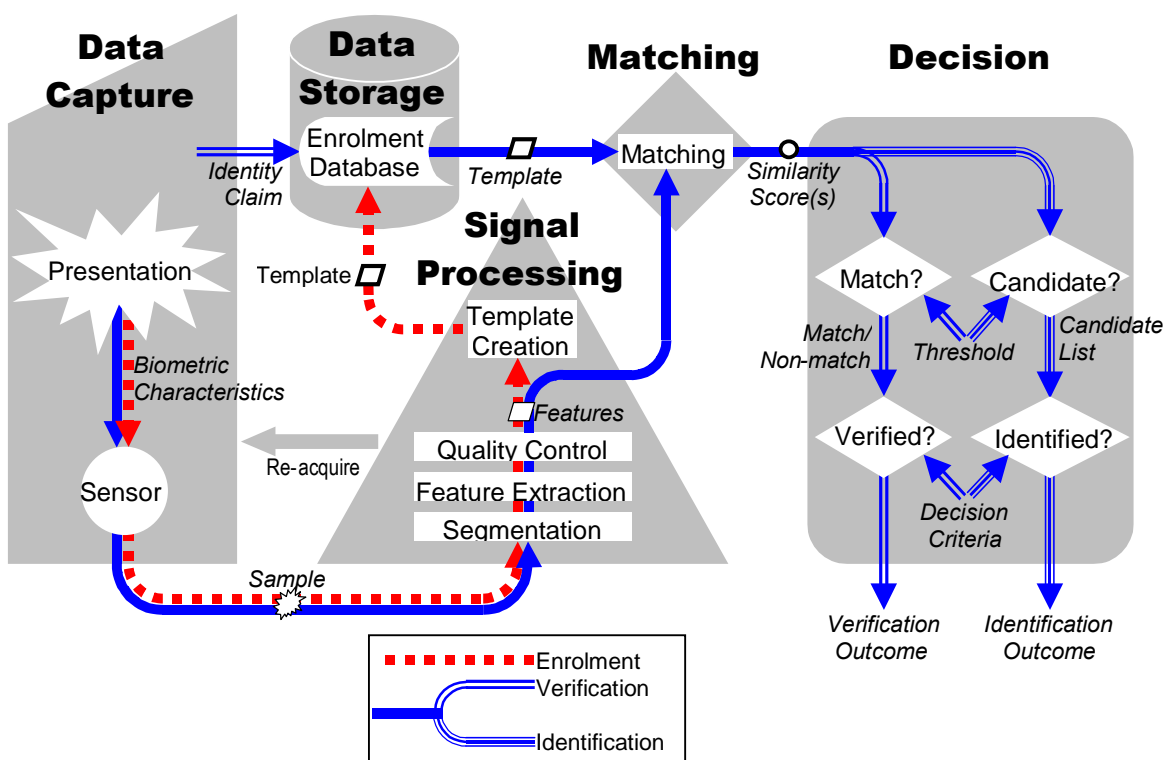 Data
Capture
Data
Storage
Matching
Decision
Enrolment
Database
Identity
Claim
Template
Matching
Similarity
Score(s)
Signal
Processing
Presentation
Template
Template
Creation
Match?
Candidate?
Match/
Non-match
Threshold
Candidate
List
Biometric
Characteristics
Features
Re-acquire
Quality Control
Feature Extraction
Segmentation
Sensor
Verified?
Identified?
Decision
Criteria
Sample
Verification
Outcome
Identification
Outcome
Enrolment
Verification
Identification